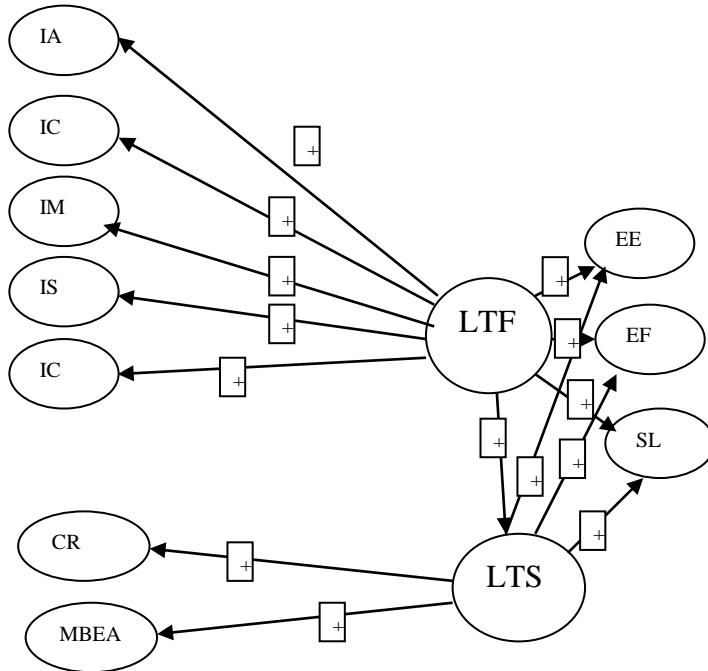 IA
IC
+
IM
+
EE
+
+
IS
+
LTF
+
EF
IC
+
+
+
SL
+
+
+
CR
+
+
LTS
MBEA
+